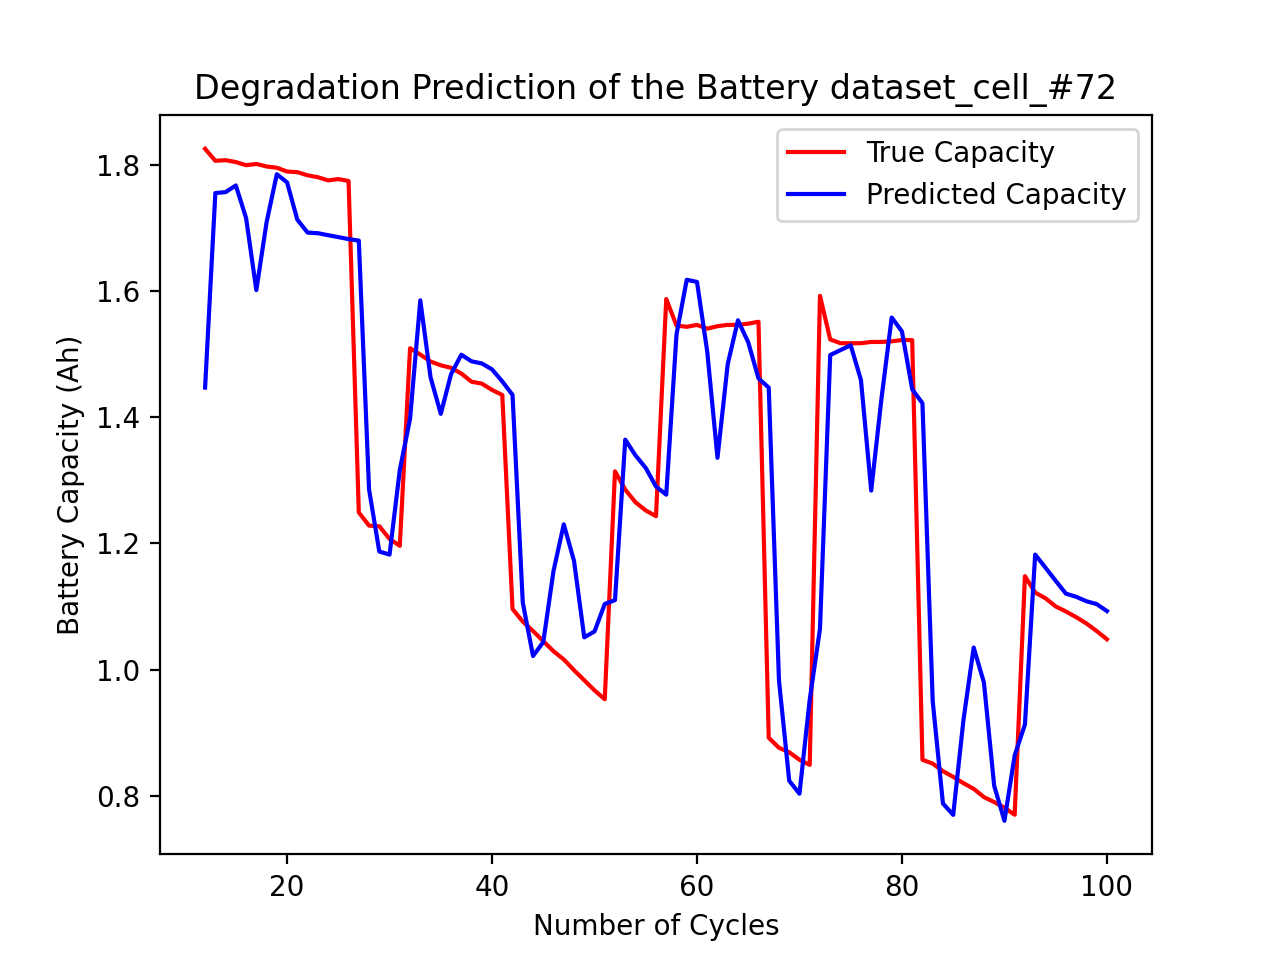 Degradation Prediction of the Battery dataset_cell_#72
True Capacity
Predicted Capacity
Battery Capacity (Ah)
1.8
1.6
1.4
1.2
1.0
0.8
20 40 60 80 100
Number of Cycles